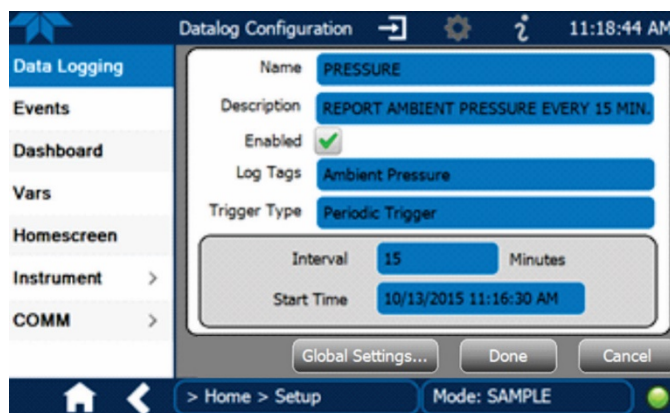 Datalog Configuration 11:18:44 AM
Data Logging
Events
Dashboard
Vars
Homescreen
Instrument >
COMM >
Name PRESSURE
Description REPORT AMBIENT PRESSURE EVERY 15 MIN.
Enabled
Log Tags Ambient Pressure
Trigger Type Periodic Trigger
Interval 15 Minutes
Start Time 10/13/2015 11:16:30 AM
Global Settings... Done Cancel
> Home > Setup Mode: SAMPLE